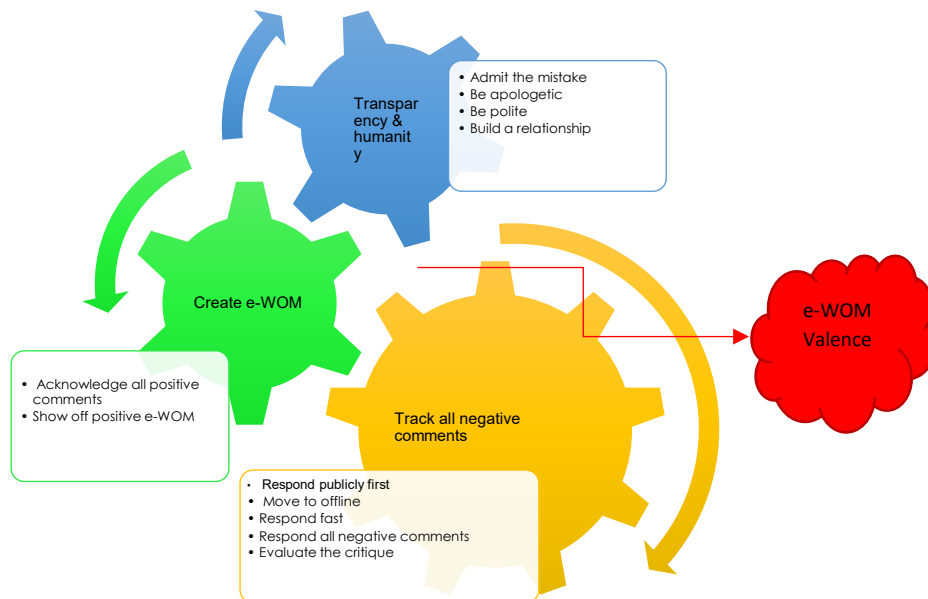 Transpar
ency &
humanit
y
• Admit the mistake
• Be apologetic
• Be polite
• Build a relationship
Create e-WOM
• Acknowledge all positive
comments
• Show off positive e-WOM
e-WOM
Valence
Track all negative
comments
• Respond publicly first
• Move to offline
• Respond fast
• Respond all negative comments
• Evaluate the critique